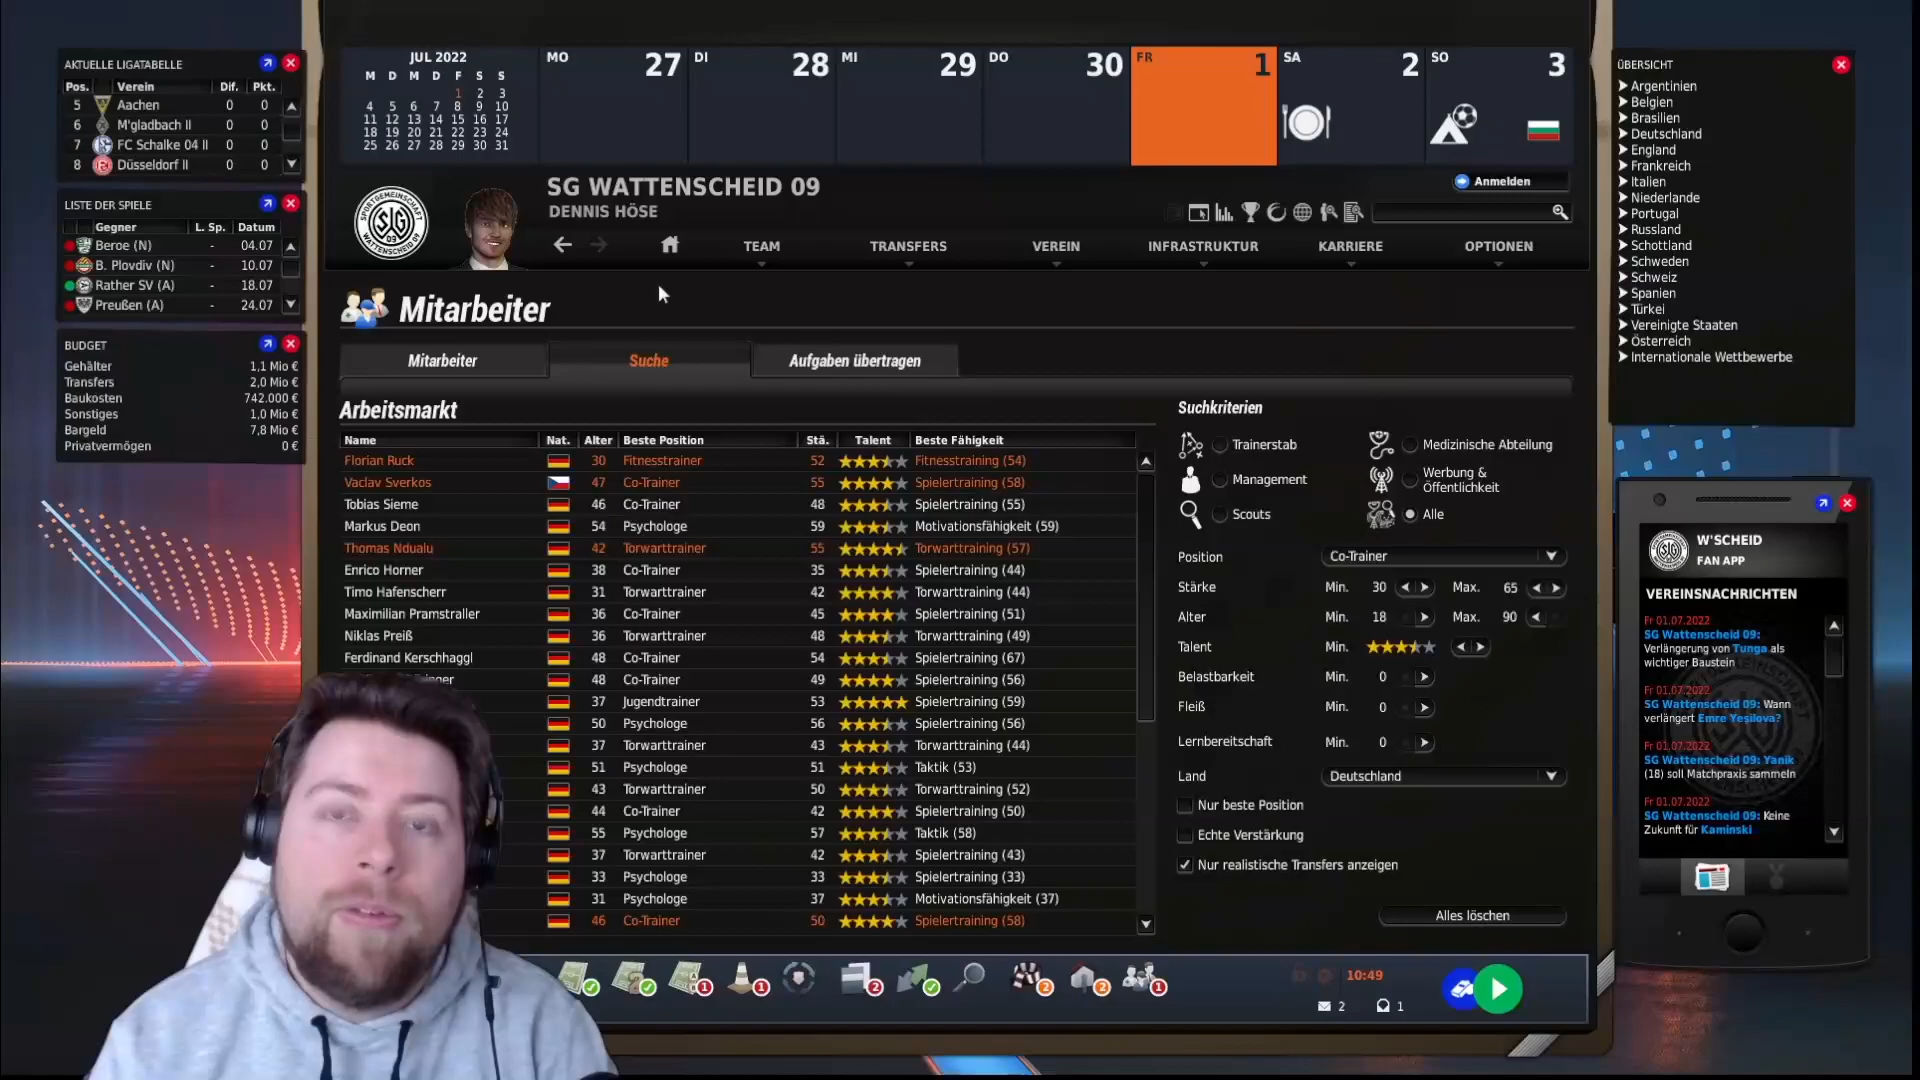 AKTUELLE LIGATABELLE
Pos. Verein Dif. Pkt.
5 Aachen 0 0
6 M'gladbach II 0 0
7 FC Schalke 04 II 0 0
8 Düsseldorf II 0 0
LISTE DER SPIELE
Gegner L. Sp. Datum
Beroe (N) - 04.07
B. Plovdiv (N) - 10.07
Rather SV (A) - 18.07
Preußen (A) - 24.07
BUDGET
Gehälter 1,1 Mio €
Transfers 2,0 Mio €
Baukosten 742.000 €
Sonstiges 1,0 Mio €
Bargeld 7,8 Mio €
Privatvermögen 0 €
JUL 2022
M D M D F S S
1 2 3
4 5 6 7 8 9 10
11 12 13 14 15 16 17
18 19 20 21 22 23 24
25 26 27 28 29 30 31
MO 27 DI 28 MI 29 DO 30 FR 1 SA 2 SO 3
SG WATTENSCHEID 09
DENNIS HÖSE
Anmelden
SPORTGEMEINSCHAFT
SG
09
WATTENSCHEID
TEAM TRANSFERS VEREIN INFRASTRUKTUR KARRIERE OPTIONEN
Mitarbeiter
Mitarbeiter Suche Aufgaben übertragen
Arbeitsmarkt
Name Nat. Alter Beste Position Stä. Talent Beste Fähigkeit
Florian Ruck 30 Fitnesstrainer 52 Fitnesstraining (54)
Vaclav Sverkos 47 Co-Trainer 55 Spielertraining (58)
Tobias Sieme 46 Co-Trainer 48 Spielertraining (55)
Markus Deon 54 Psychologe 59 Motivationsfähigkeit (59)
Thomas Ndualu 42 Torwarttrainer 55 Torwarttraining (57)
Enrico Horner 38 Co-Trainer 35 Spielertraining (44)
Timo Hafenscherr 31 Torwarttrainer 42 Torwarttraining (44)
Maximilian Pramstraller 36 Co-Trainer 45 Spielertraining (51)
Niklas Preiß 36 Torwarttrainer 48 Torwarttraining (49)
Ferdinand Kerschhaggl 48 Co-Trainer 54 Spielertraining (67)
48 Co-Trainer 49 Spielertraining (56)
37 Jugendtrainer 53 Spielertraining (59)
50 Psychologe 56 Spielertraining (56)
37 Torwarttrainer 43 Torwarttraining (44)
51 Psychologe 51 Taktik (53)
43 Torwarttrainer 50 Torwarttraining (52)
44 Co-Trainer 42 Spielertraining (50)
55 Psychologe 57 Taktik (58)
37 Torwarttrainer 42 Spielertraining (43)
33 Psychologe 33 Spielertraining (33)
31 Psychologe 37 Motivationsfähigkeit (37)
46 Co-Trainer 50 Spielertraining (58)
Suchkriterien
Trainerstab Medizinische Abteilung
Management Werbung &
Öffentlichkeit
Scouts Alle
Position Co-Trainer
Stärke Min. 30 Max. 65
Alter Min. 18 Max. 90
Talent Min.
Belastbarkeit Min. 0
Fleiß Min. 0
Lernbereitschaft Min. 0
Land Deutschland
Nur beste Position
Echte Verstärkung
Nur realistische Transfers anzeigen
Alles löschen
1 1 2 2 2 1
10:49
2 1
ÜBERSICHT
Argentinien
Belgien
Brasilien
Deutschland
England
Frankreich
Italien
Niederlande
Portugal
Russland
Schottland
Schweden
Schweiz
Spanien
Türkei
Vereinigte Staaten
Österreich
Internationale Wettbewerbe
W'SCHEID
FAN APP
VEREINSNACHRICHTEN
Fr 01.07.2022
SG Wattenscheid 09:
Verlängerung von Tunga als
wichtiger Baustein
Fr 01.07.2022
SG Wattenscheid 09: Wann
verlängert Emre Yeşilova?
Fr 01.07.2022
SG Wattenscheid 09: Yanik
(18) soll Matchpraxis sammeln
Fr 01.07.2022
SG Wattenscheid 09: Keine
Zukunft für Kaminski